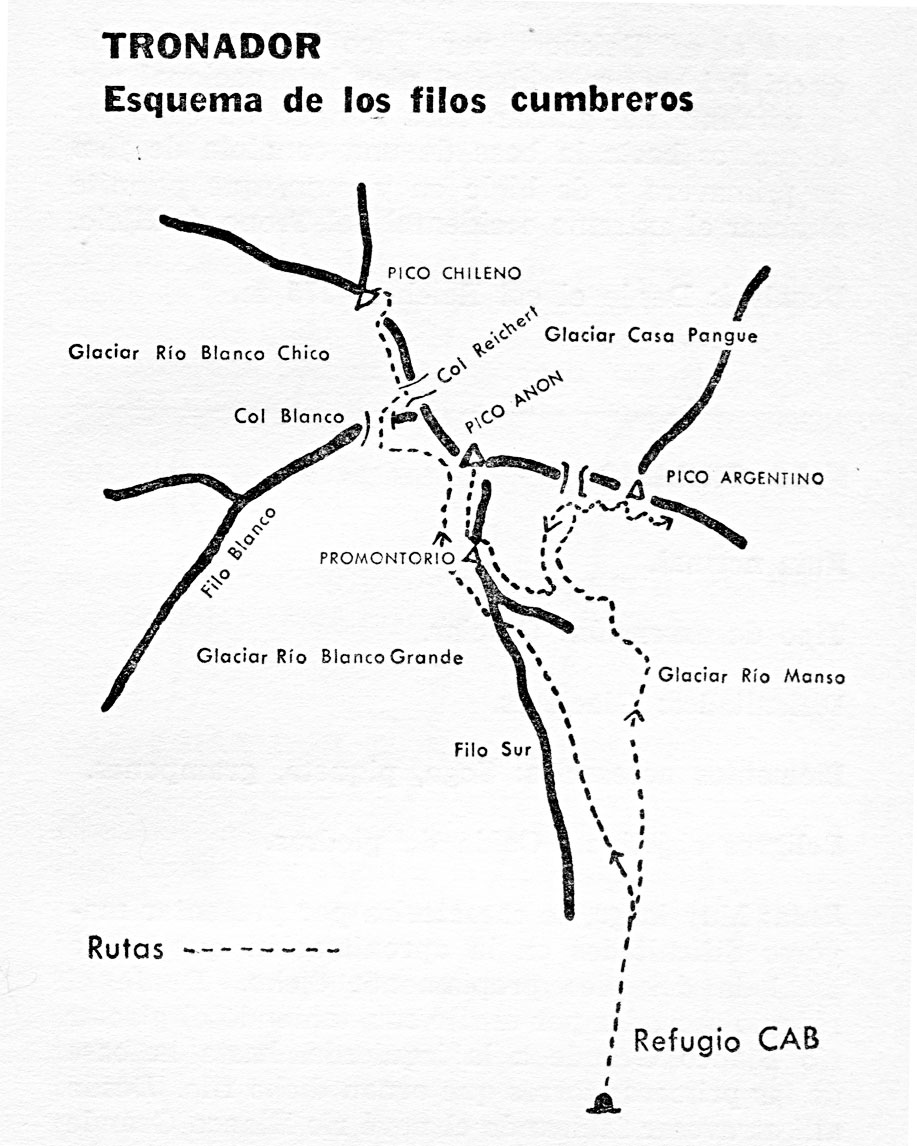 TRONADOR
Esquema de los filos cumbreros
PICO CHILENO
Glaciar Casa Pangue
Glaciar Río Blanco Chico
Col Reichert
Col Blanco
PICO ANON
PICO ARGENTINO
Filo Blanco
PROMONTORIO
Glaciar Río Blanco Grande
Glaciar Río Manso
Filo Sur
Rutas
Refugio CAB